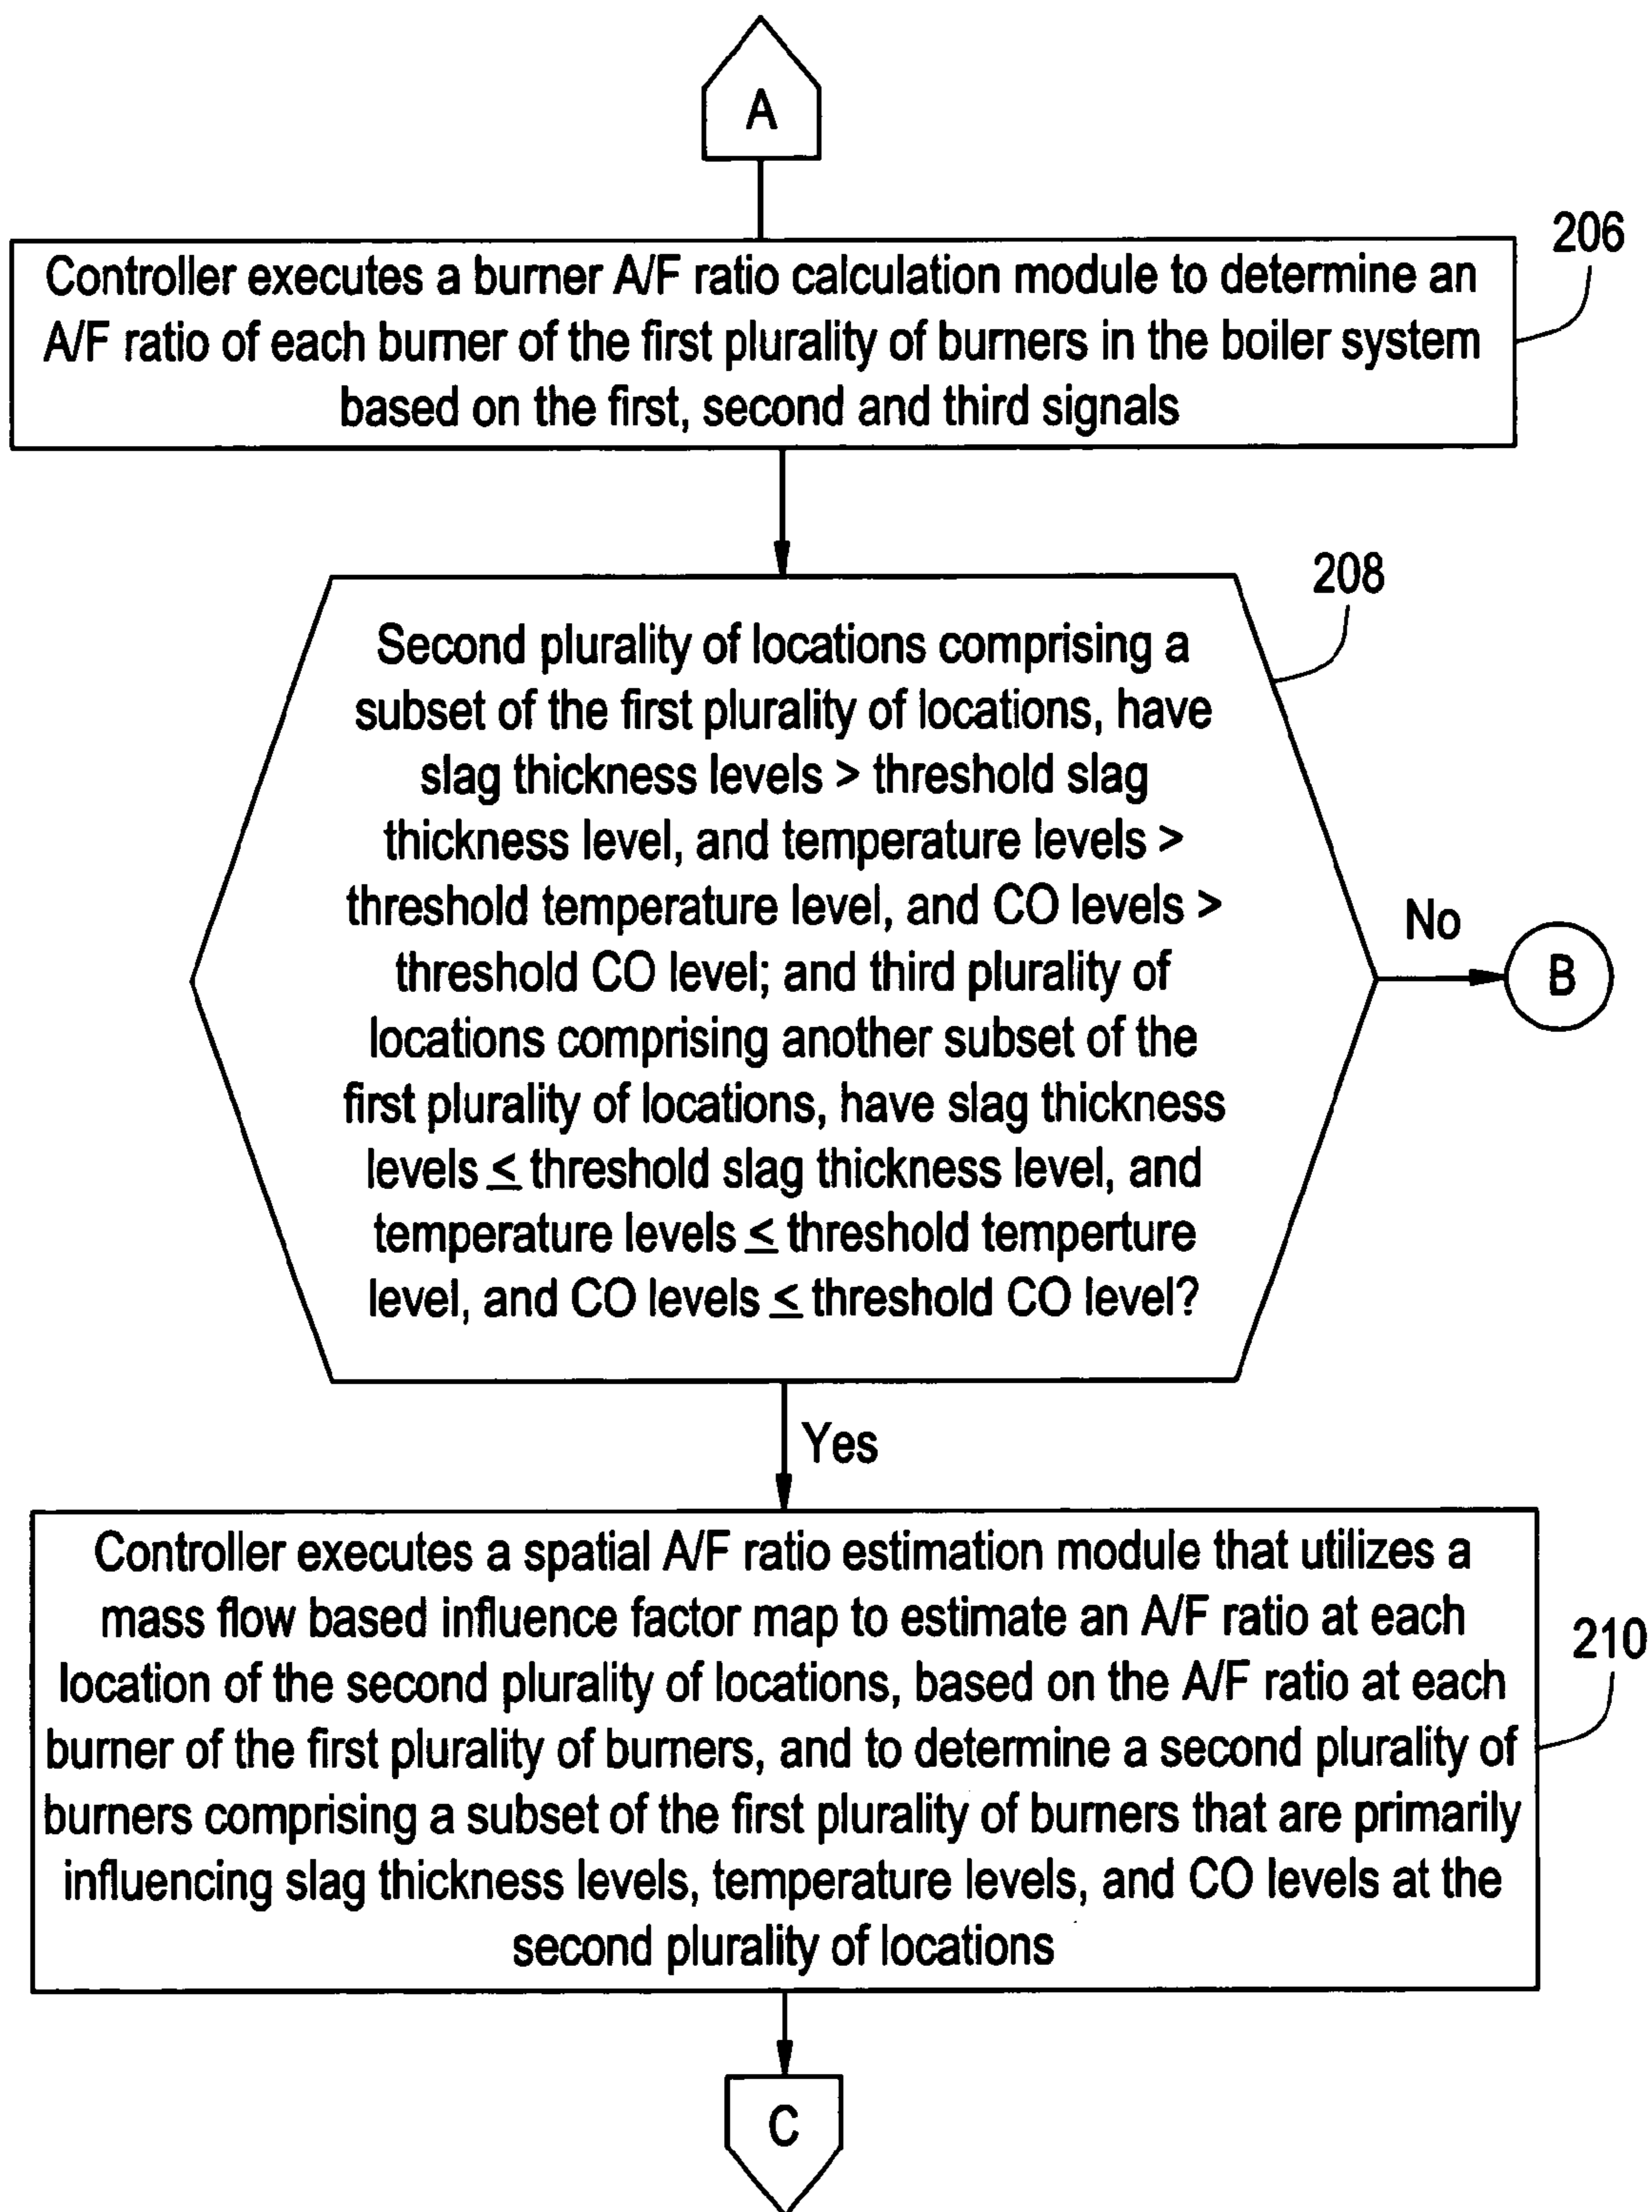 A
206
Controller executes a burner A/F ratio calculation module to determine an
A/F ratio of each burner of the first plurality of burners in the boiler system
based on the first, second and third signals
208
Second plurality of locations comprising a
subset of the first plurality of locations, have
slag thickness levels > threshold slag
thickness level, and temperature levels >
threshold temperature level, and CO levels >
threshold CO level; and third plurality of
locations comprising another subset of the
first plurality of locations, have slag thickness
levels ≤ threshold slag thickness level, and
temperature levels ≤ threshold temperture
level, and CO levels ≤ threshold CO level?
No
B
Yes
Controller executes a spatial A/F ratio estimation module that utilizes a
mass flow based influence factor map to estimate an A/F ratio at each
location of the second plurality of locations, based on the A/F ratio at each
burner of the first plurality of burners, and to determine a second plurality of
burners comprising a subset of the first plurality of burners that are primarily
influencing slag thickness levels, temperature levels, and CO levels at the
second plurality of locations
210
C